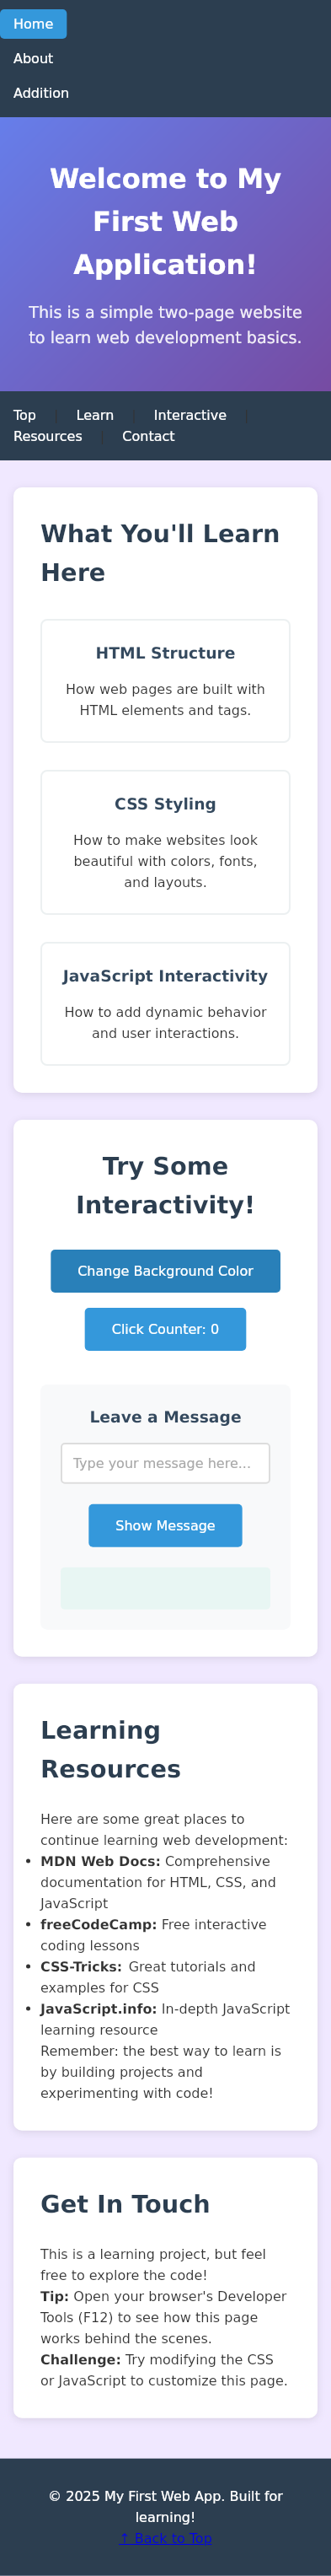 Home
About
Addition
Welcome to My
First Web
Application!
This is a simple two-page website
to learn web development basics.
Top | Learn | Interactive |
Resources | Contact
What You'll Learn
Here
HTML Structure
How web pages are built with
HTML elements and tags.
CSS Styling
How to make websites look
beautiful with colors, fonts,
and layouts.
JavaScript Interactivity
How to add dynamic behavior
and user interactions.
Try Some
Interactivity!
Change Background Color
Click Counter: 0
Leave a Message
Type your message here...
Show Message
Learning
Resources
Here are some great places to
continue learning web development:
• MDN Web Docs: Comprehensive
documentation for HTML, CSS, and
JavaScript
• freeCodeCamp: Free interactive
coding lessons
• CSS-Tricks: Great tutorials and
examples for CSS
• JavaScript.info: In-depth JavaScript
learning resource
Remember: the best way to learn is
by building projects and
experimenting with code!
Get In Touch
This is a learning project, but feel
free to explore the code!
Tip: Open your browser's Developer
Tools (F12) to see how this page
works behind the scenes.
Challenge: Try modifying the CSS
or JavaScript to customize this page.
© 2025 My First Web App. Built for
learning!
↑ Back to Top